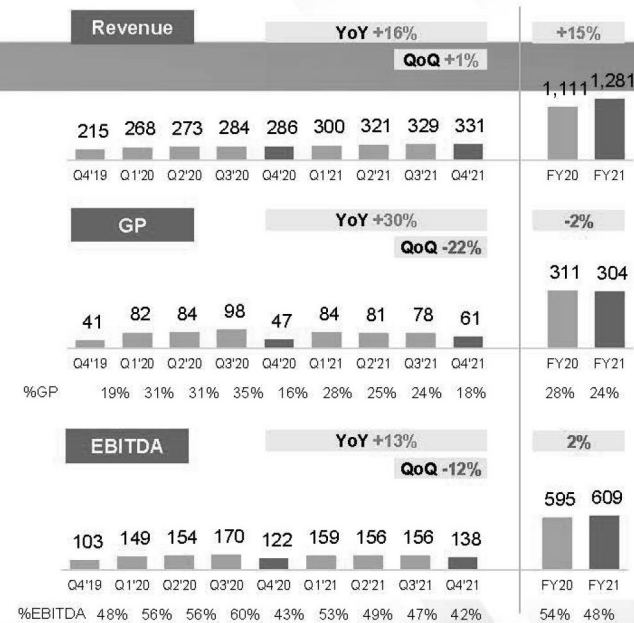 Revenue YoY +16% +15%
QoQ +1%
215 268 273 284 286 300 321 329 331 1,111 1,281
Q4'19 Q1'20 Q2'20 Q3'20 Q4'20 Q1'21 Q2'21 Q3'21 Q4'21 FY20 FY21
GP YoY +30% -2%
QoQ -22%
41 82 84 98 47 84 81 78 61 311 304
Q4'19 Q1'20 Q2'20 Q3'20 Q4'20 Q1'21 Q2'21 Q3'21 Q4'21 FY20 FY21
%GP 19% 31% 31% 35% 16% 28% 25% 24% 18% 28% 24%
EBITDA YoY +13% 2%
QoQ -12%
103 149 154 170 122 159 156 156 138 595 609
Q4'19 Q1'20 Q2'20 Q3'20 Q4'20 Q1'21 Q2'21 Q3'21 Q4'21 FY20 FY21
%EBITDA 48% 56% 56% 60% 43% 53% 49% 47% 42% 54% 48%